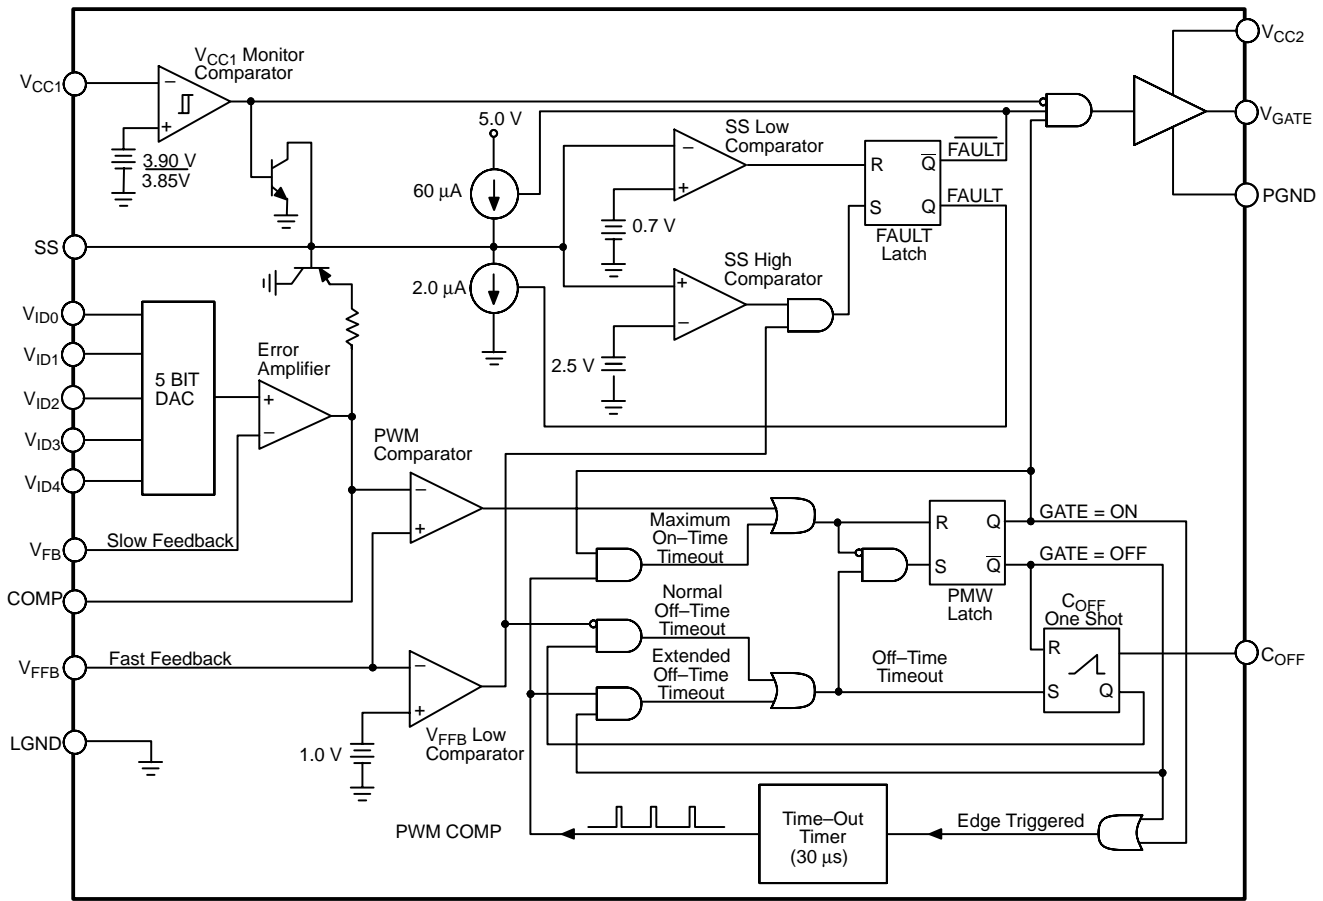 VCC1
VCC1 Monitor
Comparator
−
+
3.90 V
3.85V
5.0 V
60 μA
SS Low
Comparator
−
+
0.7 V
R
Q
S
Q
FAULT
FAULT
FAULT
Latch
VCC2
VGATE
PGND
SS
2.0 μA
SS High
Comparator
+
−
2.5 V
VID0
VID1
VID2
VID3
VID4
5 BIT
DAC
Error
Amplifier
+
−
PWM
Comparator
−
+
VFB
Slow Feedback
COMP
VFFB
Fast Feedback
LGND
−
+
1.0 V
VFFB Low
Comparator
Maximum
On–Time
Timeout
Normal
Off–Time
Timeout
Extended
Off–Time
Timeout
R
Q
S
Q
PMW
Latch
GATE = ON
GATE = OFF
COFF
One Shot
R
S
Q
Off–Time
Timeout
COFF
PWM COMP
Time–Out
Timer
(30 μs)
Edge Triggered